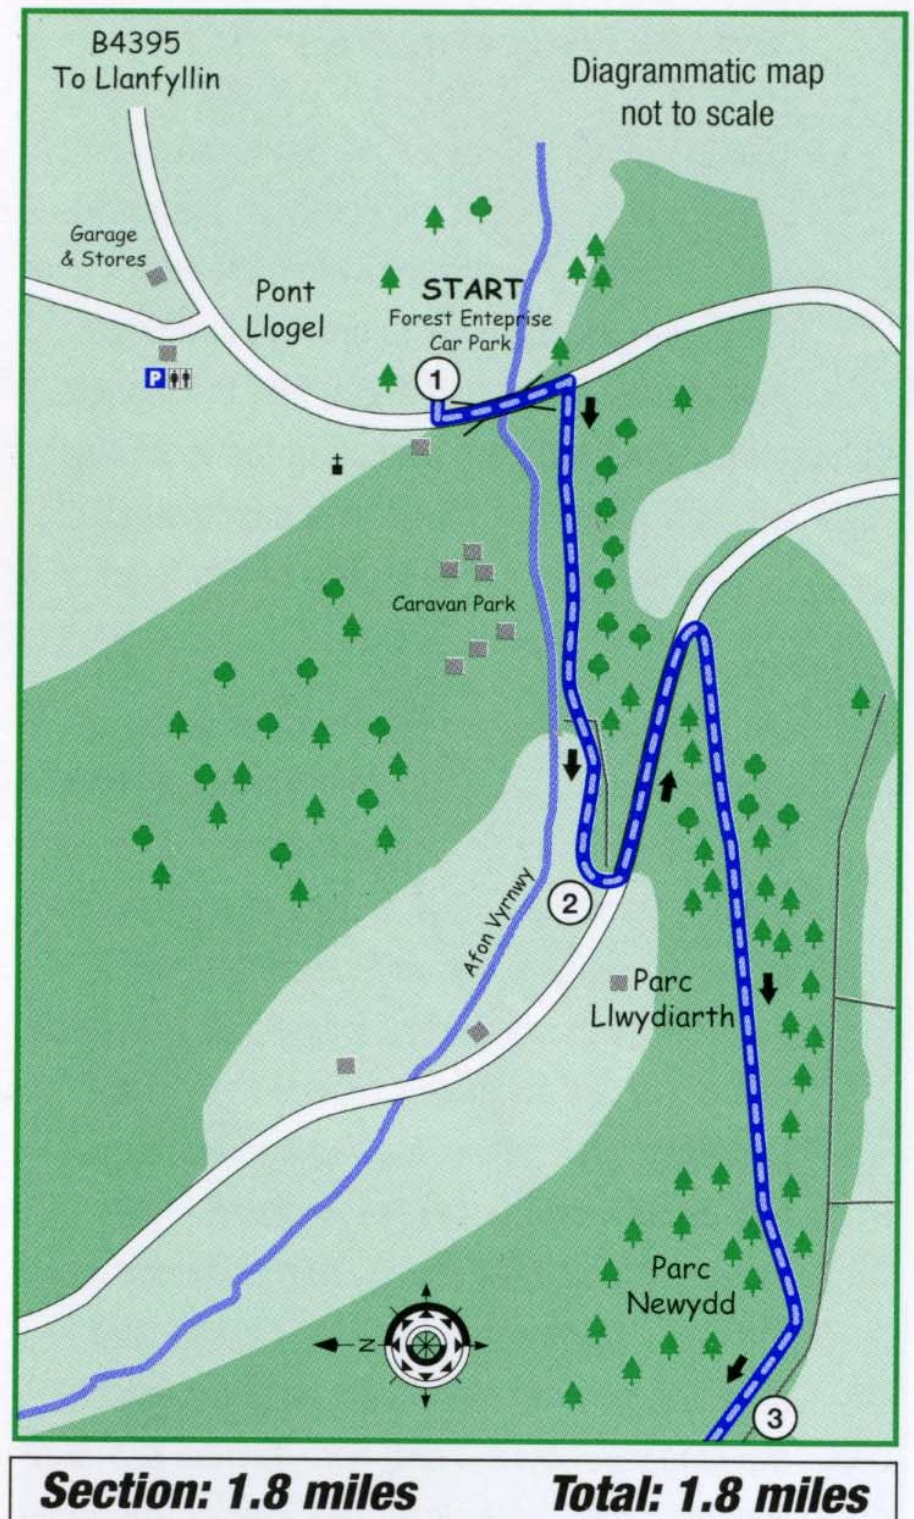 B4395
To Llanfyllin
Diagrammatic map
not to scale
Garage
& Stores
Pont
Llogel
START
Forest Enteprise
Car Park
P
1
Caravan Park
2
Afon Vyrnwy
Parc
Llwydiarth
Parc
Newydd
N
3
Section: 1.8 miles
Total: 1.8 miles